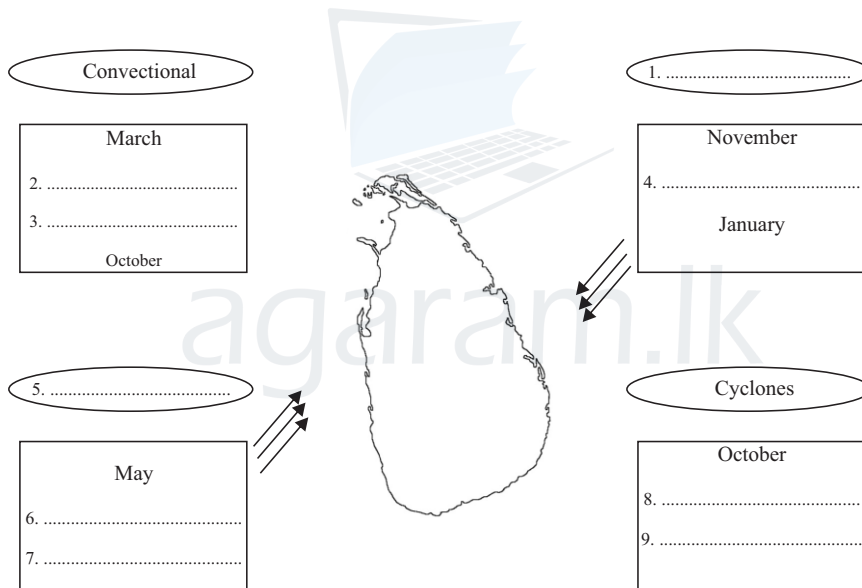 Convectional
March
2. ..........................................
3. ..........................................
October
1. ........................................
November
4. ..........................................
January
agaram.lk
5. .......................................
May
6. ...........................................
7. ...........................................
Cyclones
October
8. ...........................................
9. ...........................................